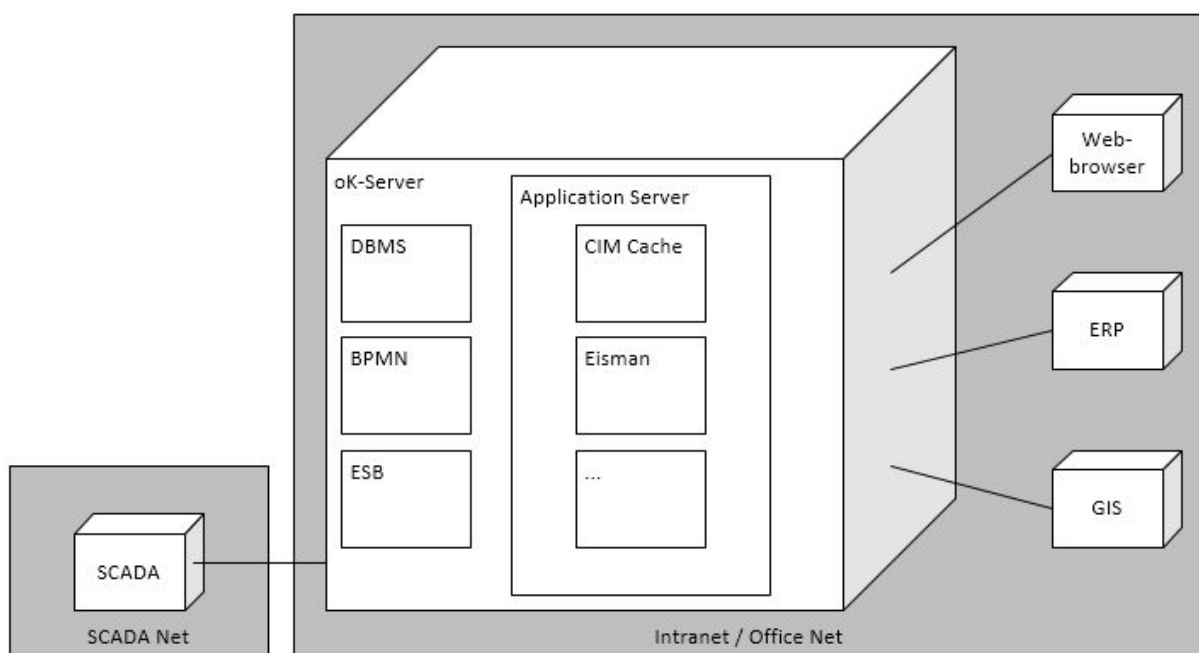 oK-Server
Application Server
DBMS
CIM Cache
BPMN
Eisman
ESB
...
Web-
browser
ERP
GIS
SCADA
SCADA Net
Intranet / Office Net